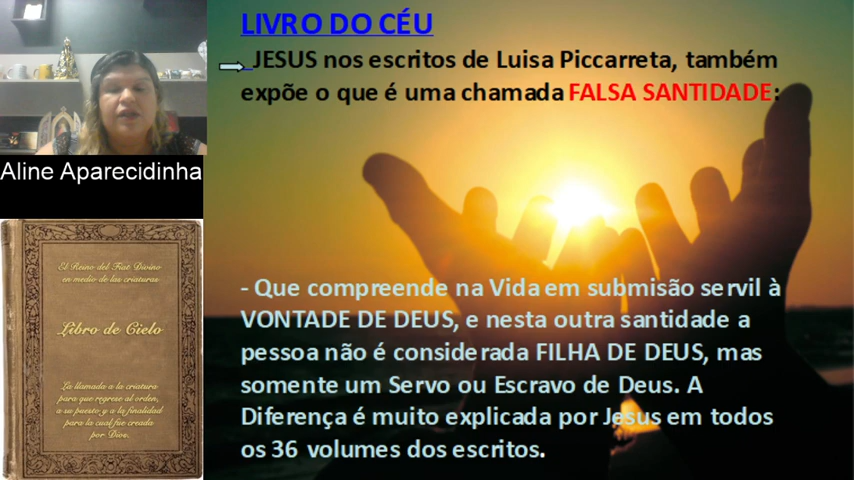 LIVRO DO CÉU
JESUS nos escritos de Luisa Piccarreta, também
expõe o que é uma chamada FALSA SANTIDADE:
Aline Aparecidinha
El Reino del Fiat Divino
en medio de las criaturas
Libro de Cielo
La llamada a la criatura
para que regrese al orden,
a su puesto y a la finalidad
para la cual fue creada
por Dios.
- Que compreende na Vida em submisão servil à
VONTADE DE DEUS, e nesta outra santidade a
pessoa não é considerada FILHA DE DEUS, mas
somente um Servo ou Escravo de Deus. A
Diferença é muito explicada por Jesus em todos
os 36 volumes dos escritos.